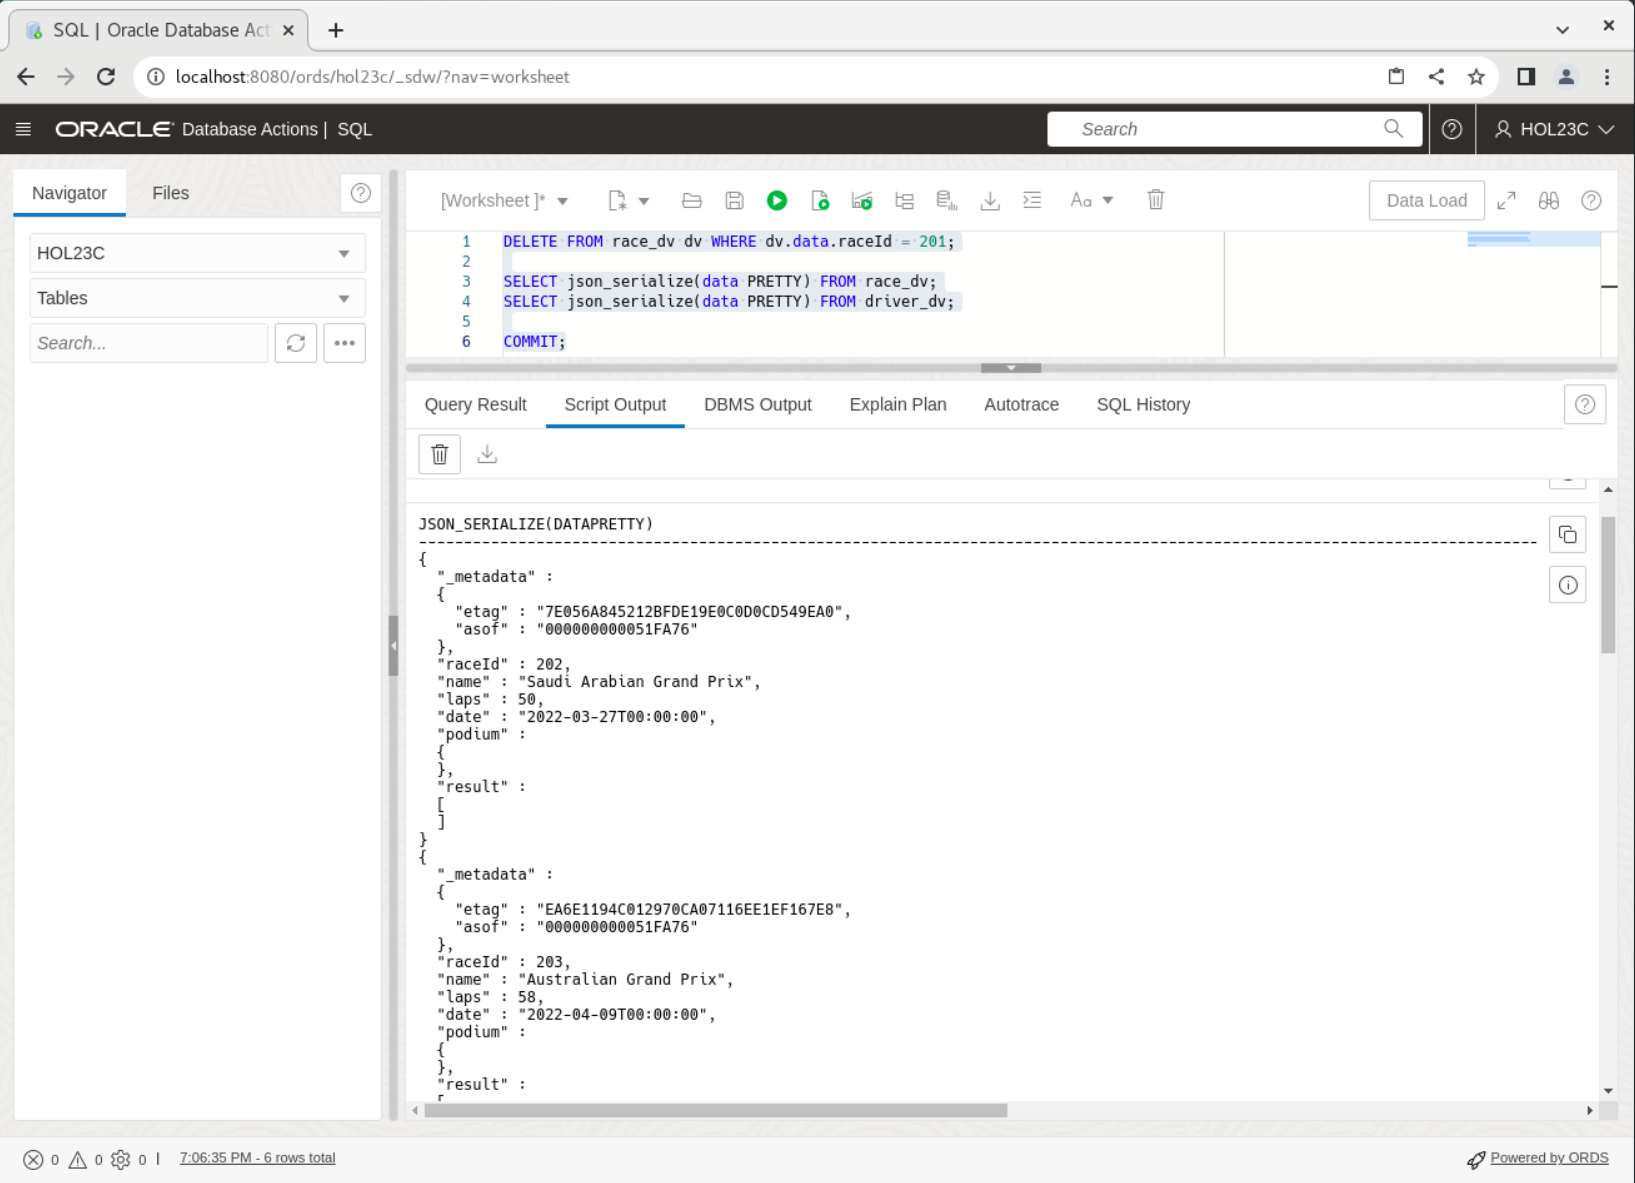 SQL | Oracle Database Act
localhost:8080/ords/hol23c/_sdw/?nav=worksheet
ORACLE Database Actions | SQL
Search
HOL23C
Navigator
Files
HOL23C
Tables
Search...
[Worksheet ]*
Aa
Data Load
1 DELETE FROM race_dv dv WHERE dv.data.raceId = 201;
2
3 SELECT json_serialize(data PRETTY) FROM race_dv;
4 SELECT json_serialize(data PRETTY) FROM driver_dv;
5
6 COMMIT;
Query Result Script Output DBMS Output Explain Plan Autotrace SQL History
JSON_SERIALIZE(DATAPRETTY)
--------------------------------------------------------------------------------------------------------------------------------
{
"_metadata" :
{
"etag" : "7E056A845212BFDE19E0C0D0CD549EA0",
"asof" : "000000000051FA76"
},
"raceId" : 202,
"name" : "Saudi Arabian Grand Prix",
"laps" : 50,
"date" : "2022-03-27T00:00:00",
"podium" :
{
},
"result" :
[
]
}
{
"_metadata" :
{
"etag" : "EA6E1194C012970CA07116EE1EF167E8",
"asof" : "000000000051FA76"
},
"raceId" : 203,
"name" : "Australian Grand Prix",
"laps" : 58,
"date" : "2022-04-09T00:00:00",
"podium" :
{
},
"result" :
[
0 0 0 | 7:06:35 PM - 6 rows total
Powered by ORDS